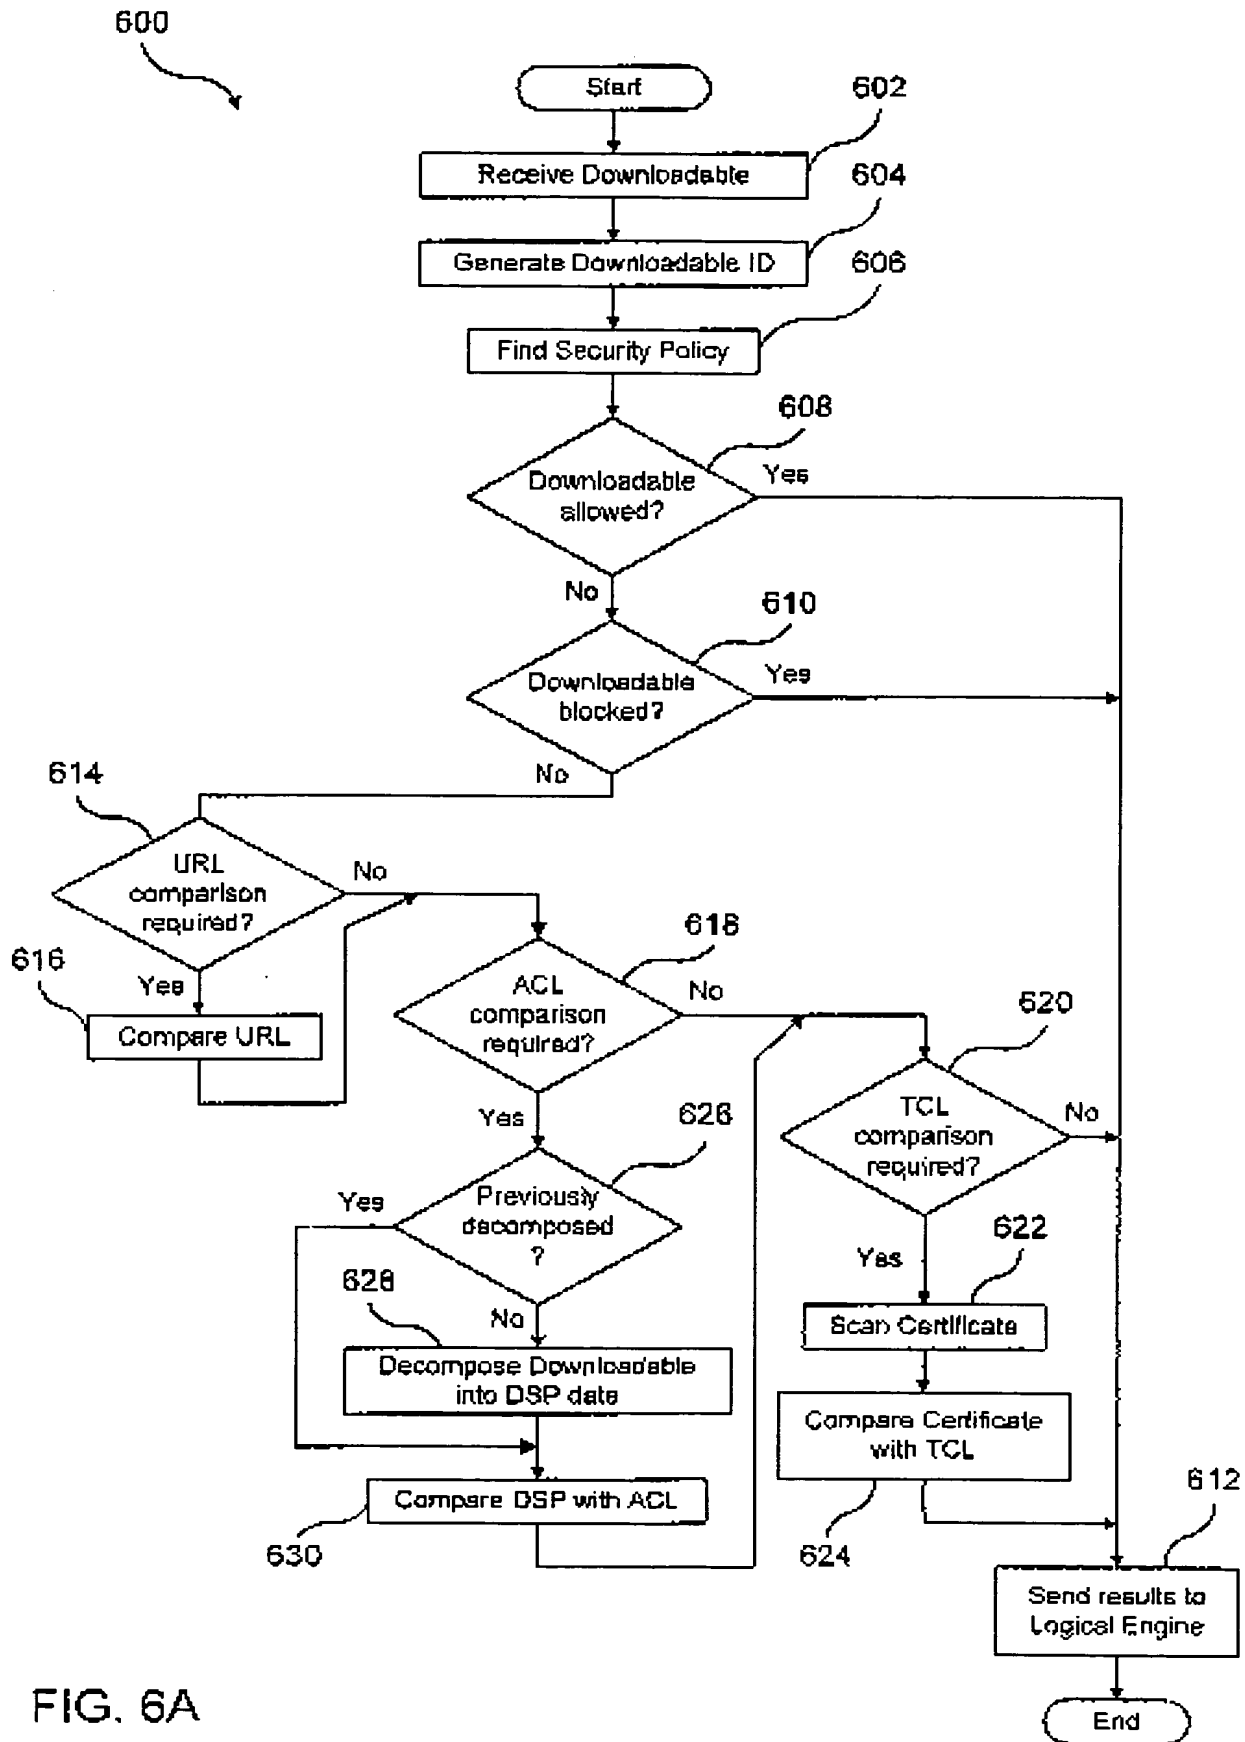 600
Start
602
Receive Downloadable
604
Generate Downloadable ID
606
Find Security Policy
608
Downloadable
allowed?
Yes
No
610
Downloadable
blocked?
Yes
No
614
URL
comparison
required?
No
Yes
616
Compare URL
618
ACL
comparison
required?
No
Yes
620
TCL
comparison
required?
No
Yes
626
Previously
decomposed
?
Yes
No
628
Decompose Downloadable
into DSP data
622
Scan Certificate
Compare Certificate
with TCL
624
Compare DSP with ACL
630
612
Send results to
Logical Engine
End
FIG. 6A